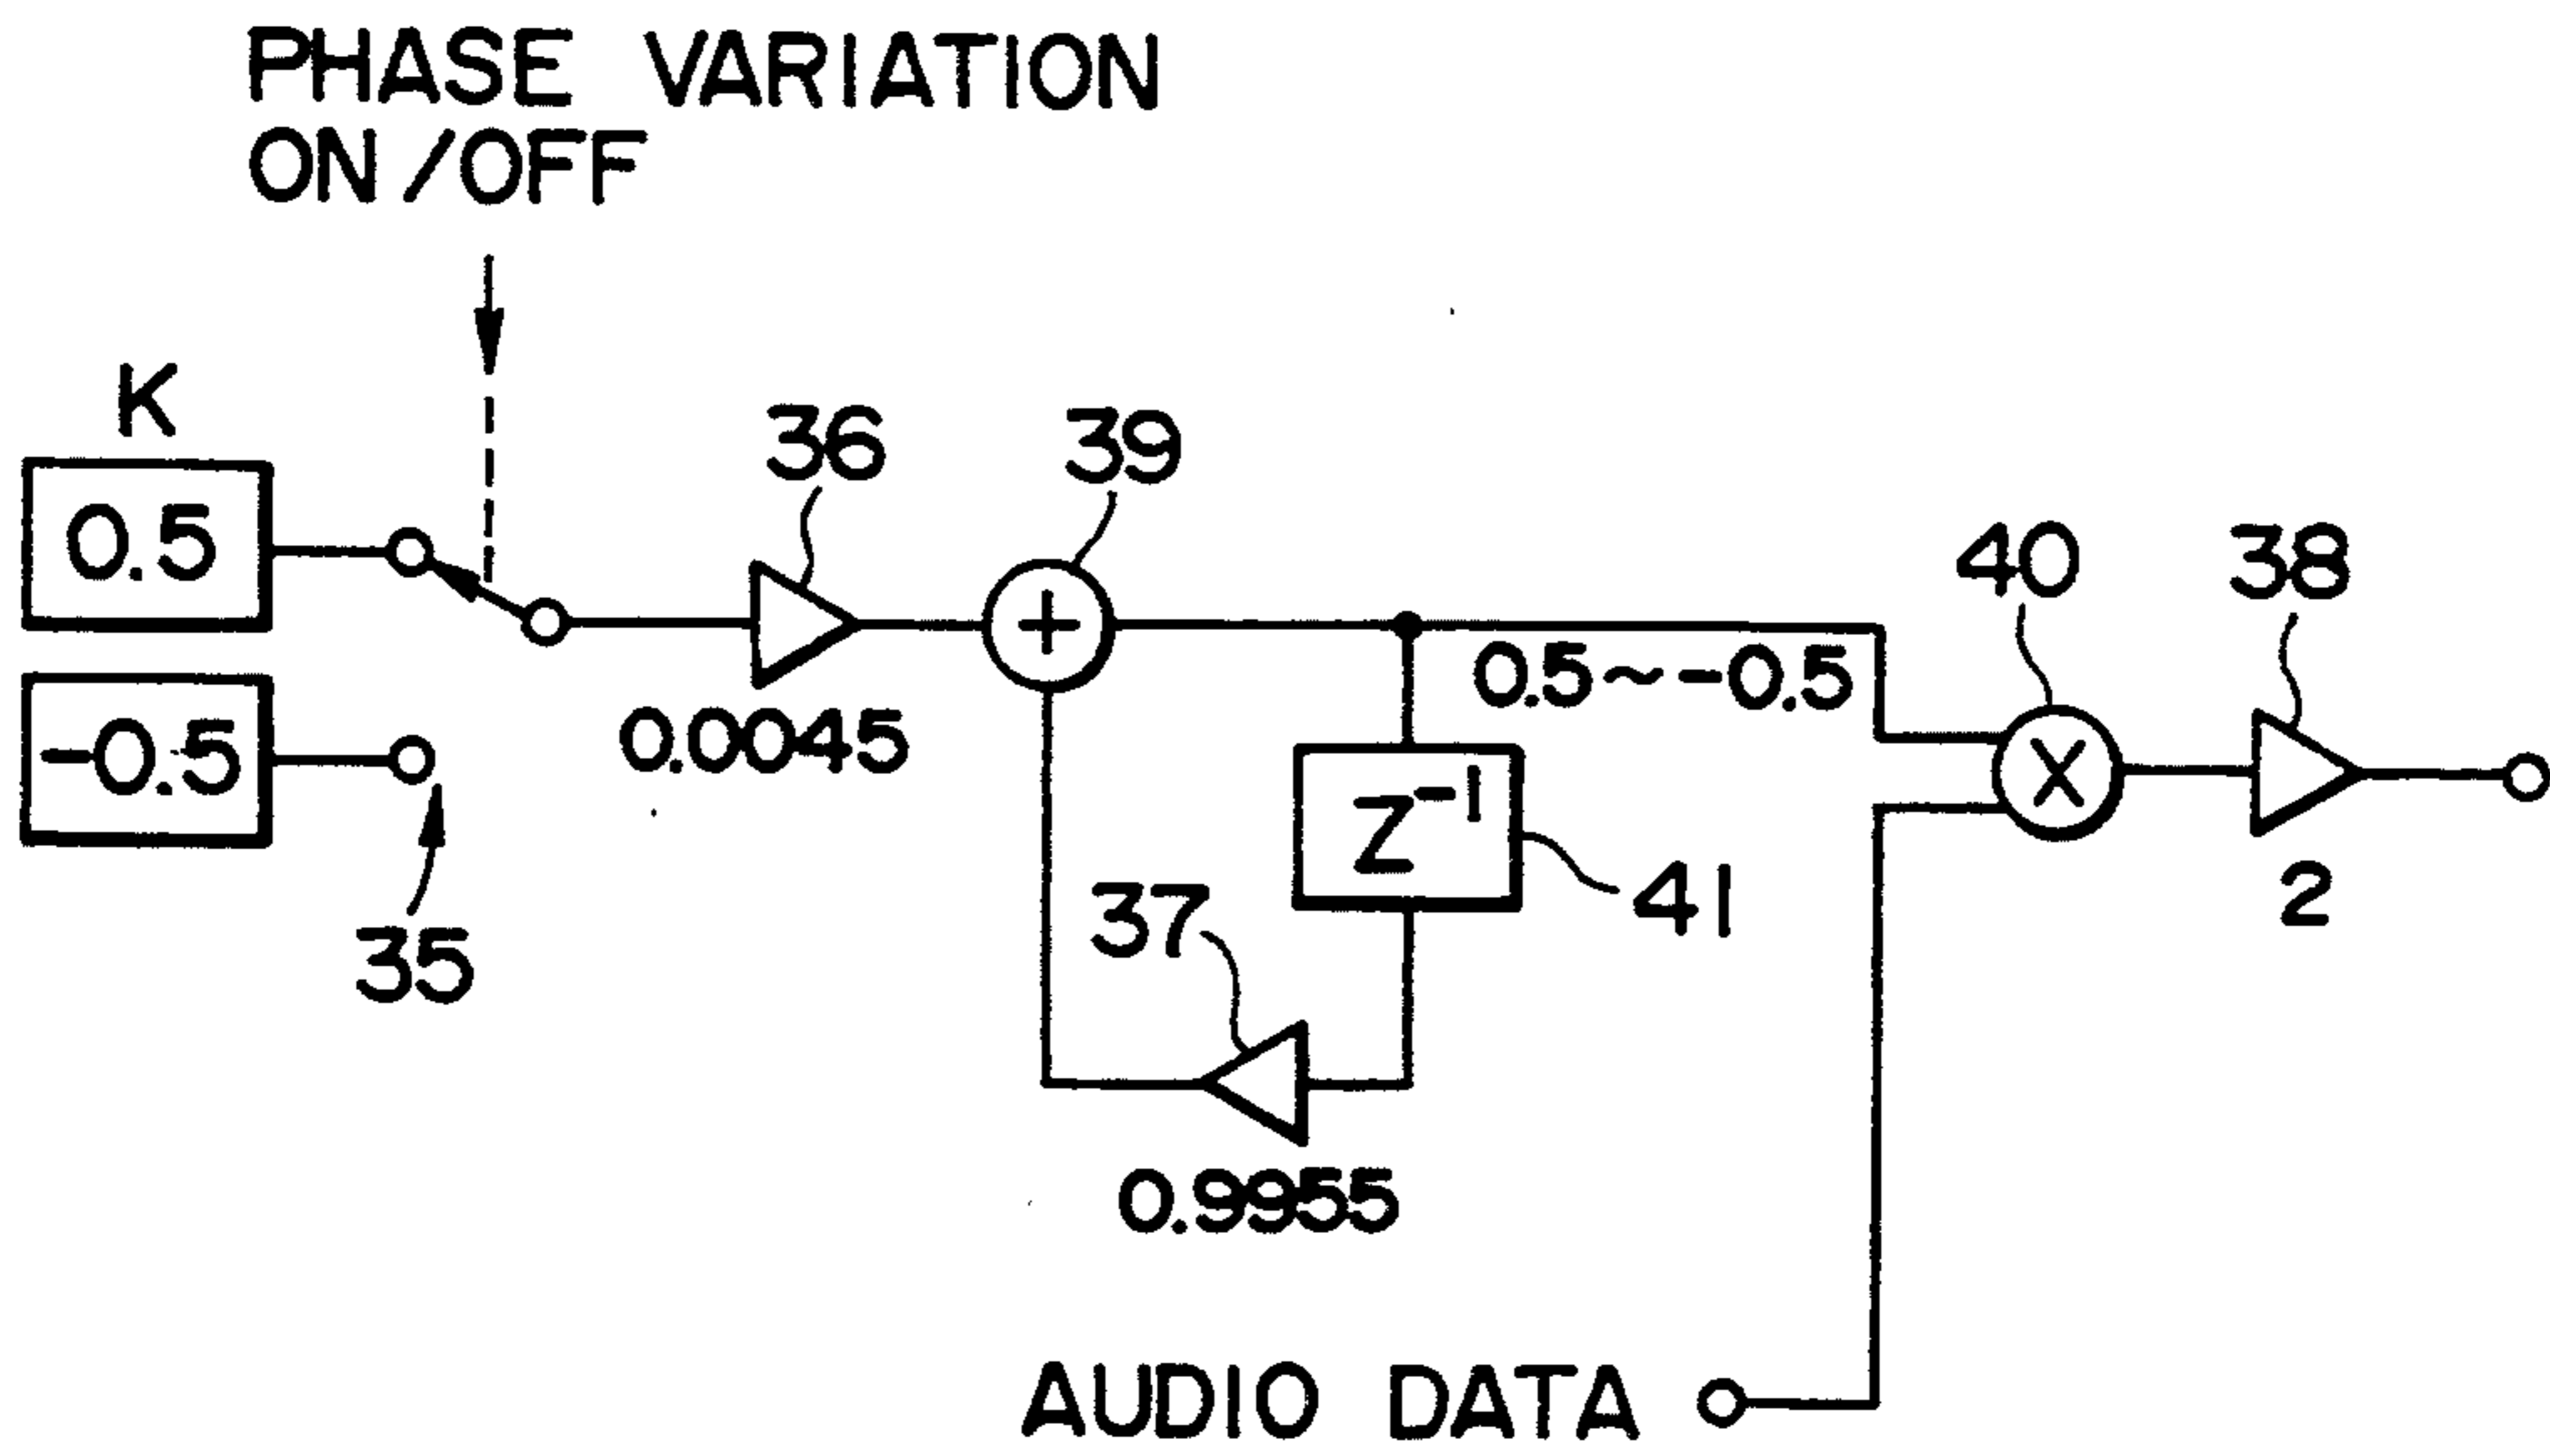 PHASE VARIATION
ON/OFF
K
0.5
-0.5
35
36
0.0045
39
+
0.5~-0.5
Z⁻¹
41
37
0.9955
40
X
38
2
AUDIO DATA